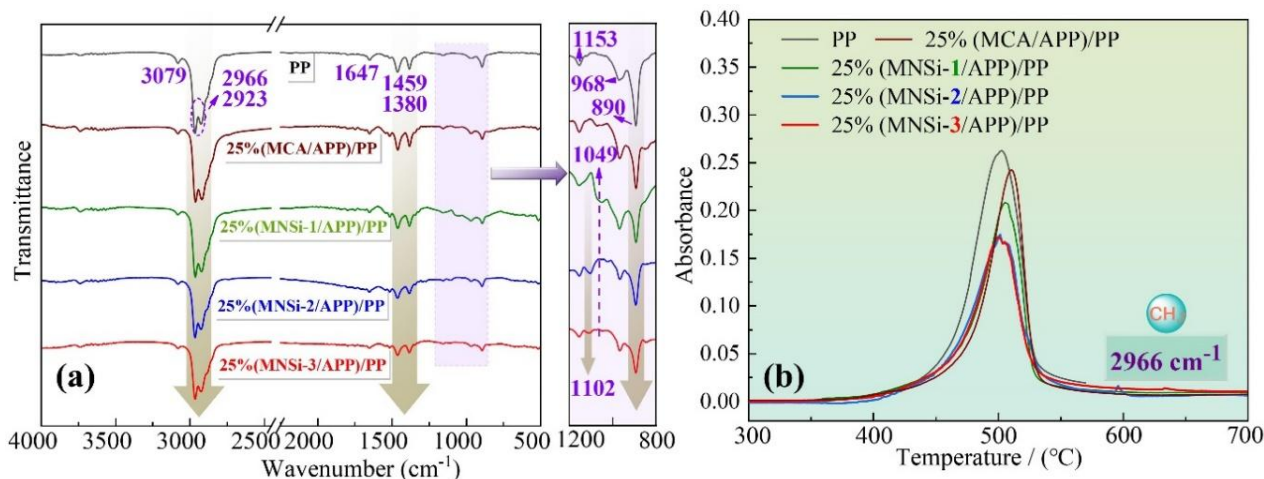 3079
2966
2923
PP
1647
1459
1380
1153
968
890
1049
25%(MCA/APP)/PP
25%(MNSi-1/APP)/PP
25%(MNSi-2/APP)/PP
25%(MNSi-3/APP)/PP
1102
(a)
Transmittance
4000 3500 3000 2500 2000 1500 1000 500
1200 800
Wavenumber (cm⁻¹)
0.40
0.35
0.30
0.25
0.20
0.15
0.10
0.05
0.00
Absorbance
PP 25% (MCA/APP)/PP
25% (MNSi-1/APP)/PP
25% (MNSi-2/APP)/PP
25% (MNSi-3/APP)/PP
CH
2966 cm⁻¹
(b)
300 400 500 600 700
Temperature / (°C)